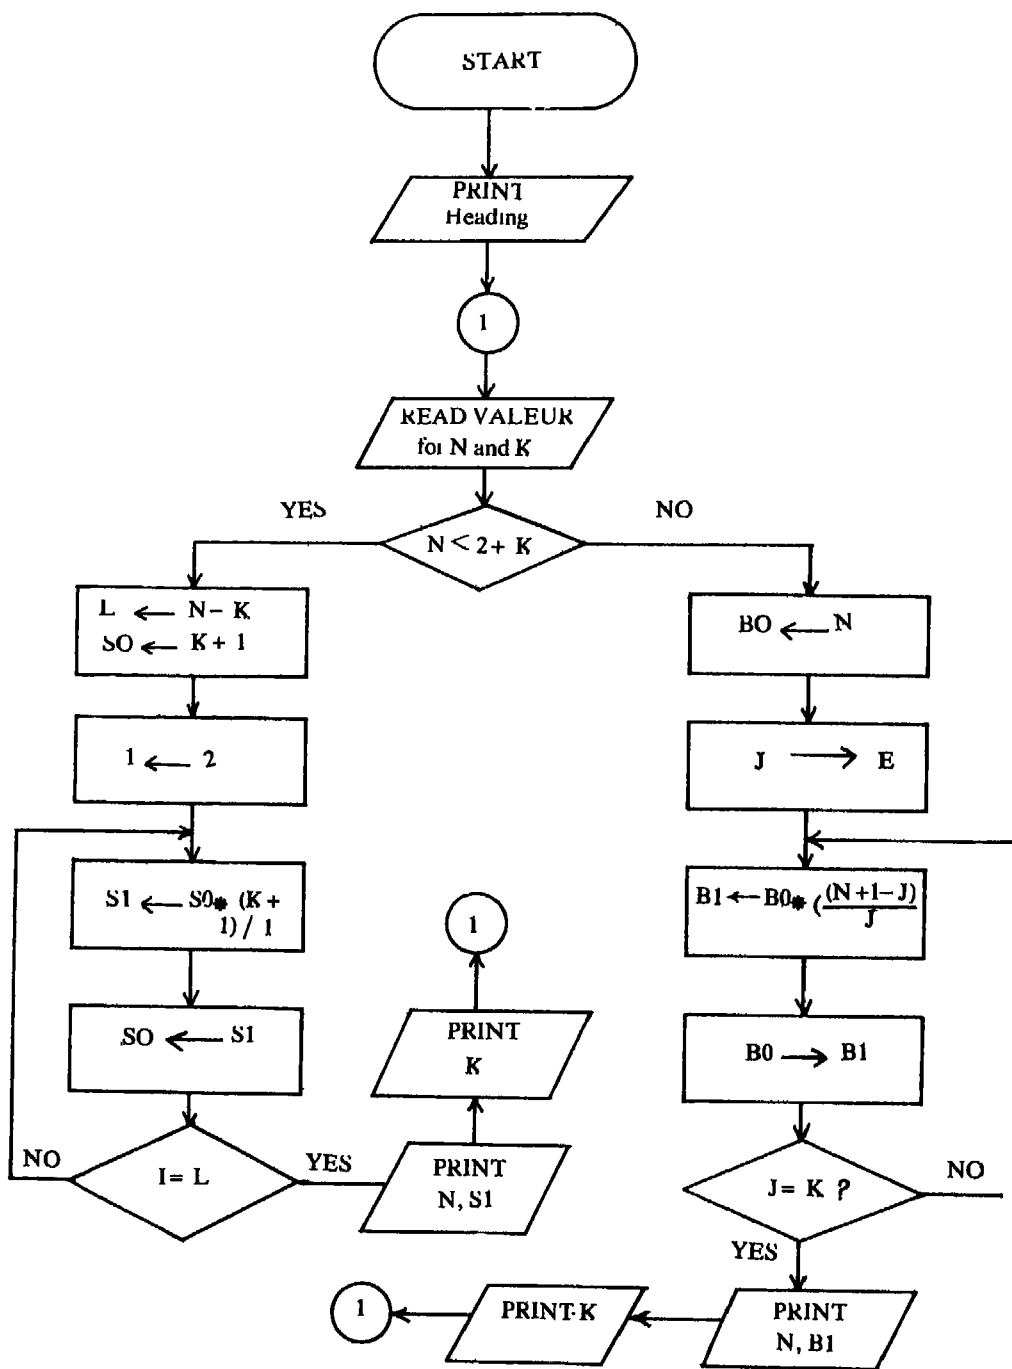 START
PRINT
Heading
1
READ VALEUR
for N and K
YES
NO
N < 2 + K
L ← N - K
SO ← K + 1
BO ← N
1 ← 2
J → E
S1 ← S0* (K +
1) / 1
1
B1 ← B0* ((N + 1 - J)
J
SO ← S1
PRINT
K
B0 → B1
NO
I = L
YES
PRINT
N, S1
J = K ?
NO
YES
1
PRINT K
PRINT
N, B1